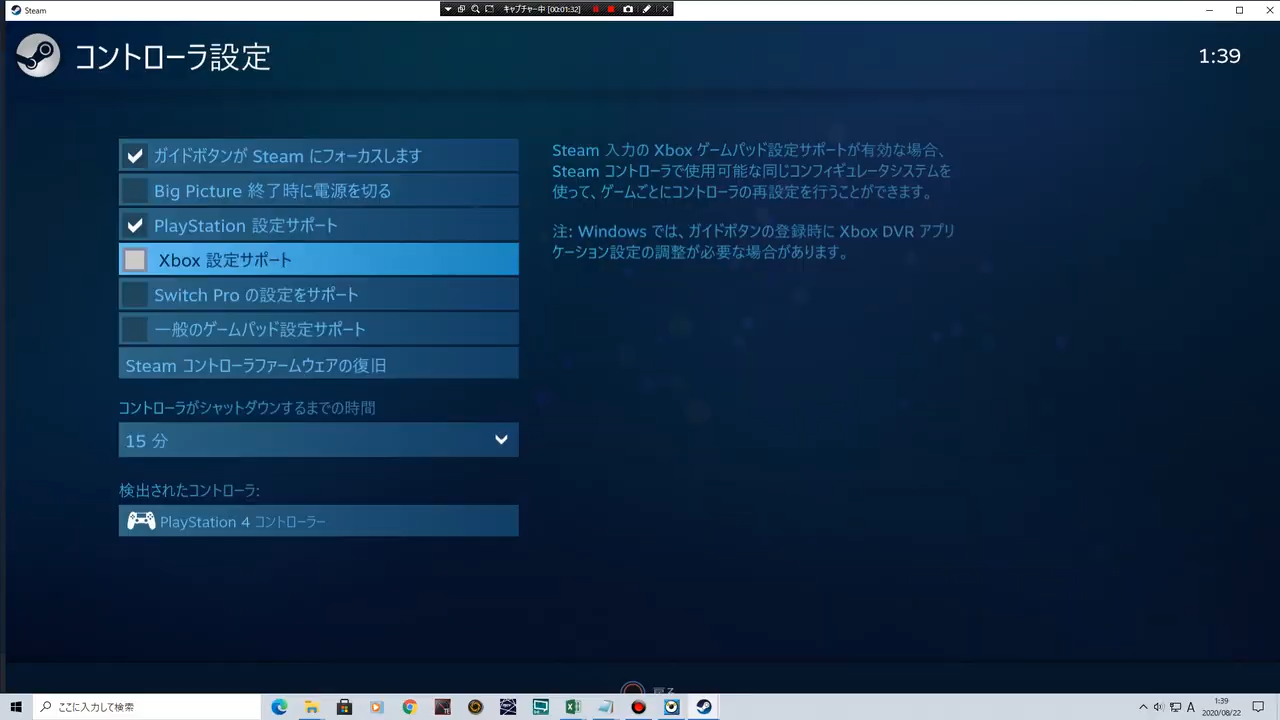 Steam
キャプチャー中 [00:01:32]
コントローラ設定
1:39
ガイドボタンが Steam にフォーカスします
Big Picture 終了時に電源を切る
PlayStation 設定サポート
Xbox 設定サポート
Switch Pro の設定をサポート
一般のゲームパッド設定サポート
Steam コントローラファームウェアの復旧
コントローラがシャットダウンするまでの時間
15 分
検出されたコントローラ:
PlayStation 4 コントローラー
Steam 入力の Xbox ゲームパッド設定サポートが有効な場合、
Steam コントローラで使用可能な同じコンフィギュレータシステムを
使って、ゲームごとにコントローラの再設定を行うことができます。
注: Windows では、ガイドボタンの登録時に Xbox DVR アプリ
ケーション設定の調整が必要な場合があります。
戻る
ここに入力して検索
A
1:39
2020/08/22